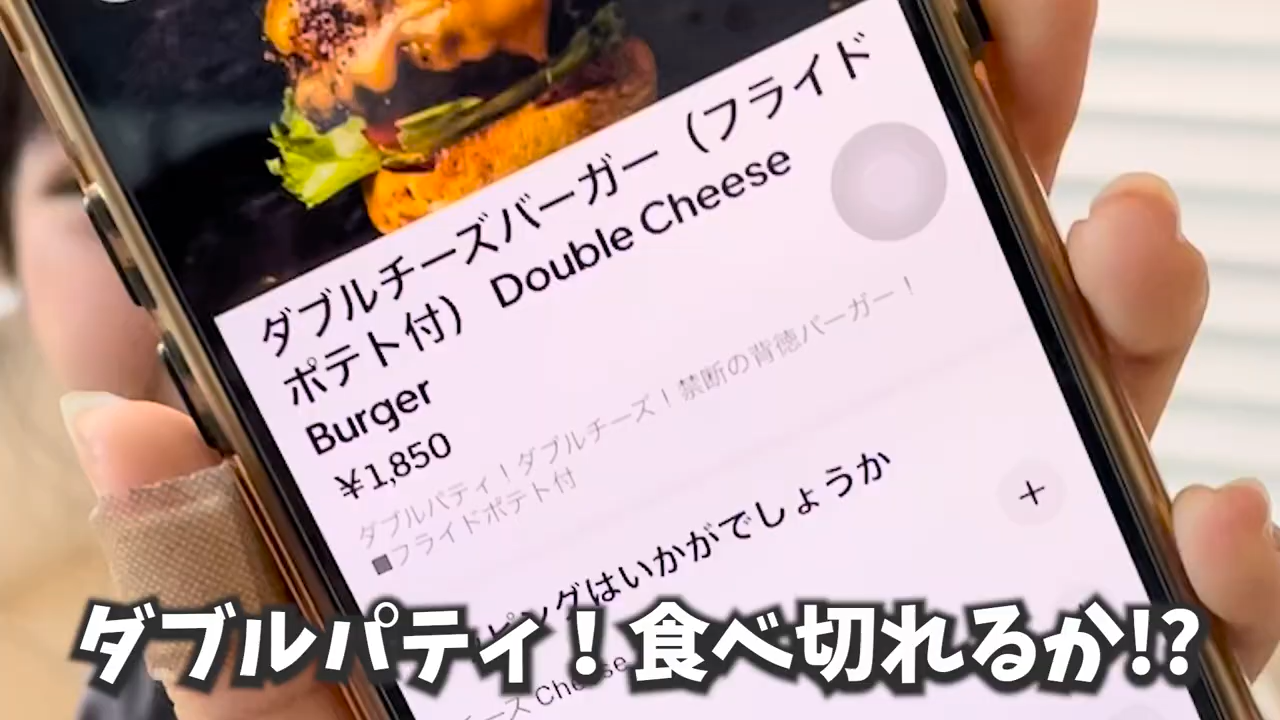 ダブルチーズバーガー（フライド
ポテト付） Double Cheese
Burger
¥1,850
ダブルパティ！ダブルチーズ！禁断の背徳バーガー！
■フライドポテト付
ピングはいかがでしょうか
+
ーズ Cheese
ダブルパティ！食べ切れるか!?